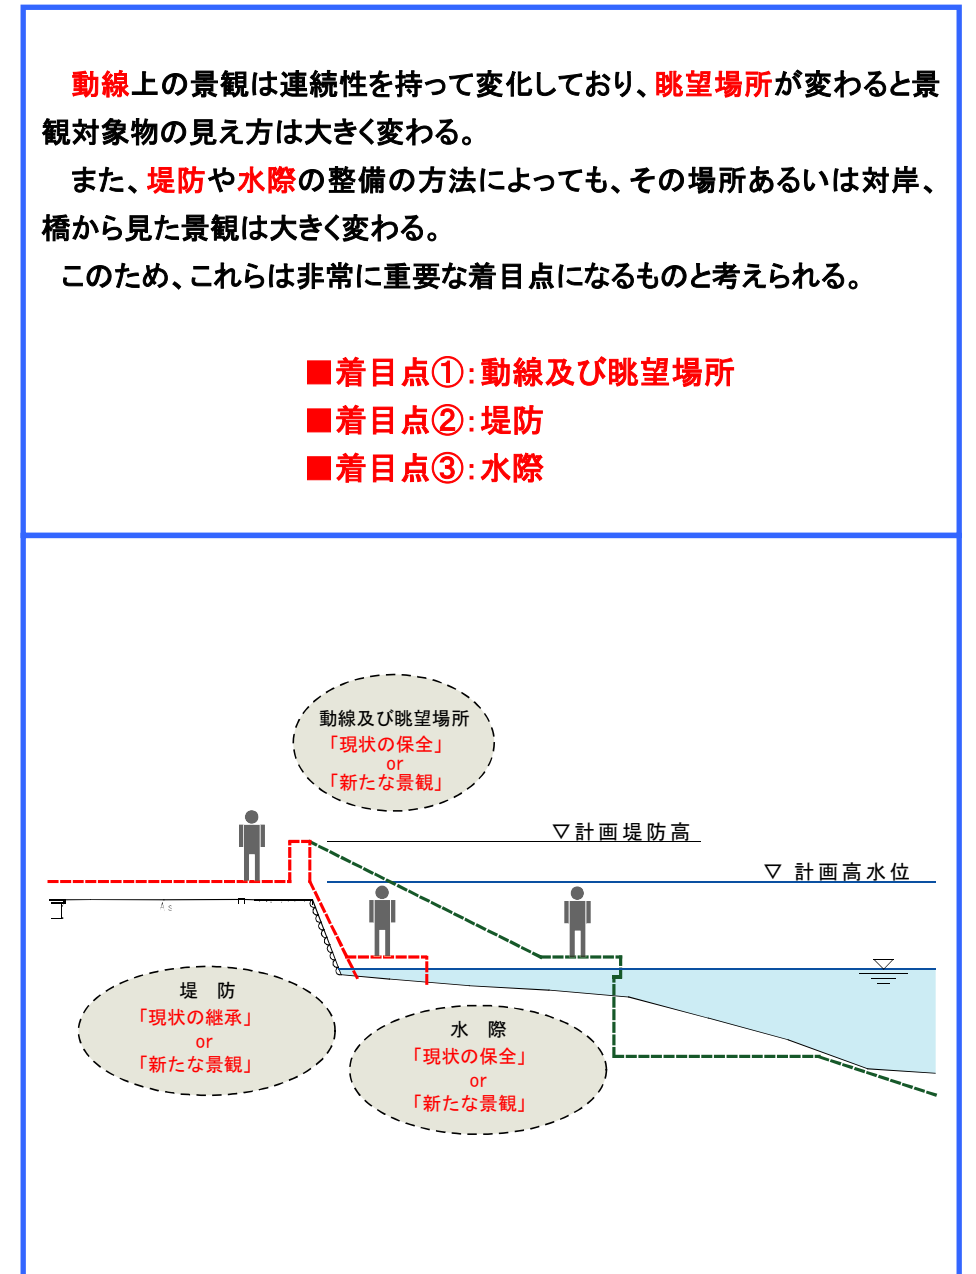 動線上の景観は連続性を持って変化しており、眺望場所が変わると景
観対象物の見え方は大きく変わる。
また、堤防や水際の整備の方法によっても、その場所あるいは対岸、
橋から見た景観は大きく変わる。
このため、これらは非常に重要な着目点になるものと考えられる。
■着目点①：動線及び眺望場所
■着目点②：堤防
■着目点③：水際
動線及び眺望場所
「現状の保全」
or
「新たな景観」
▽計画堤防高
▽ 計画高水位
As
堤　防
「現状の継承」
or
「新たな景観」
水　際
「現状の保全」
or
「新たな景観」